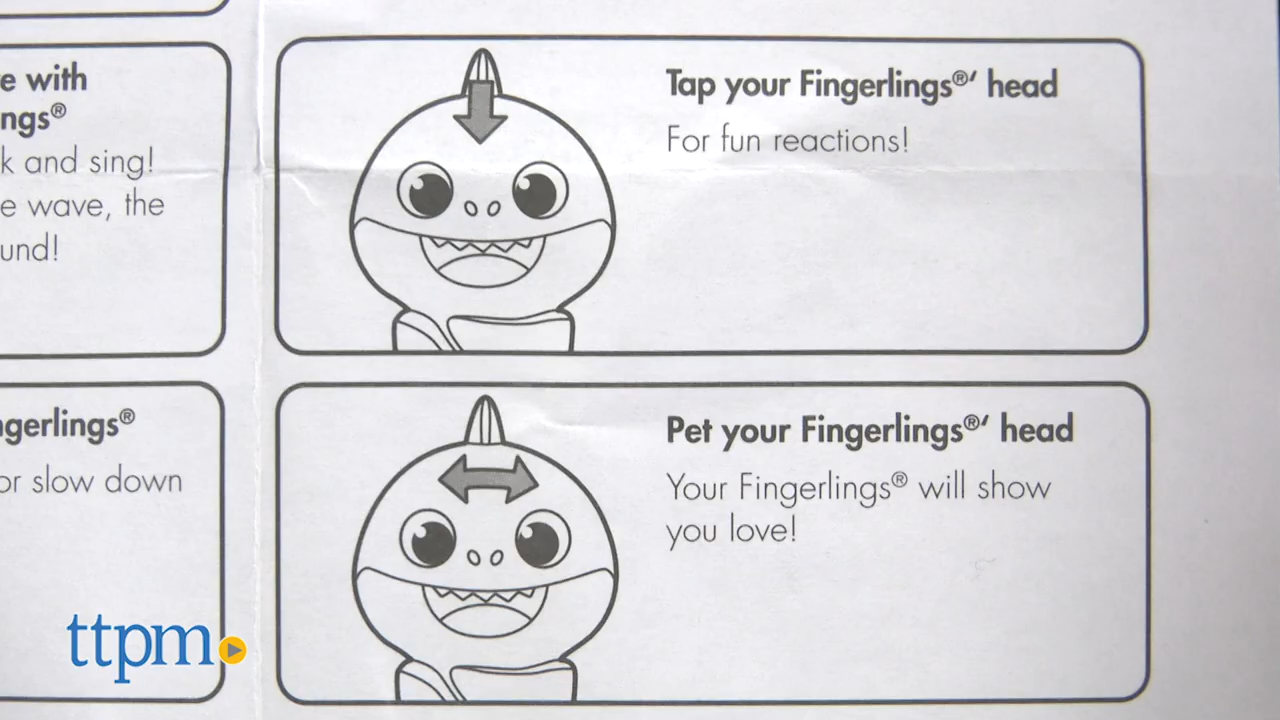 e with
ngs®
k and sing!
e wave, the
und!
Tap your Fingerlings®′ head
For fun reactions!
gerlings®
or slow down
Pet your Fingerlings®′ head
Your Fingerlings® will show
you love!
ttpm